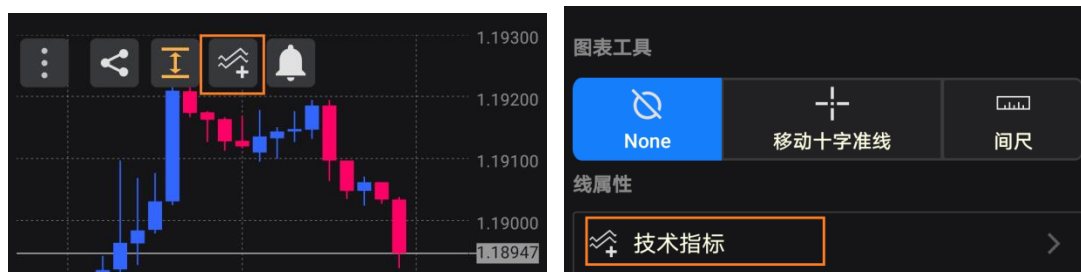 1.19300
1.19200
1.19100
1.19000
1.18947
图表工具
None
移动十字准线
间尺
线属性
技术指标